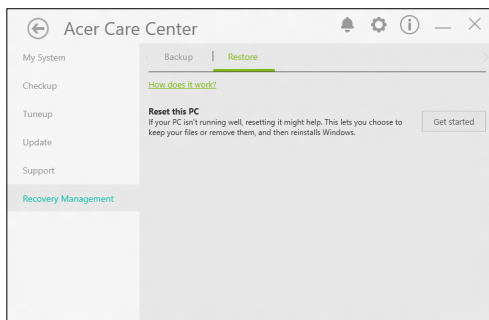 Acer Care Center
My System
Checkup
Tuneup
Update
Support
Recovery Management
Backup | Restore
How does it work?
Reset this PC
If your PC isn't running well, resetting it might help. This lets you choose to
keep your files or remove them, and then reinstalls Windows.
Get started